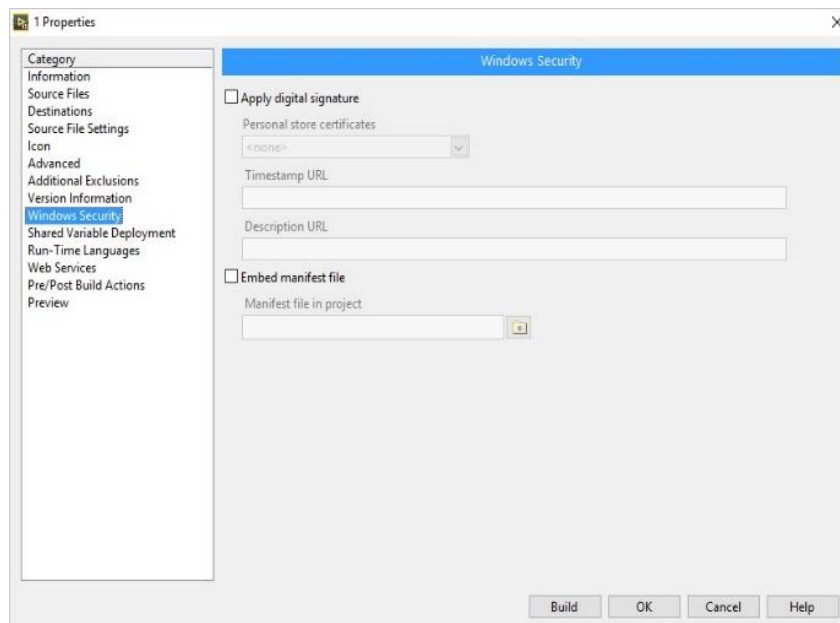 1 Properties
Category
Information
Source Files
Destinations
Source File Settings
Icon
Advanced
Additional Exclusions
Version Information
Windows Security
Shared Variable Deployment
Run-Time Languages
Web Services
Pre/Post Build Actions
Preview
Windows Security
Apply digital signature
Personal store certificates
<none>
Timestamp URL
Description URL
Embed manifest file
Manifest file in project
Build OK Cancel Help